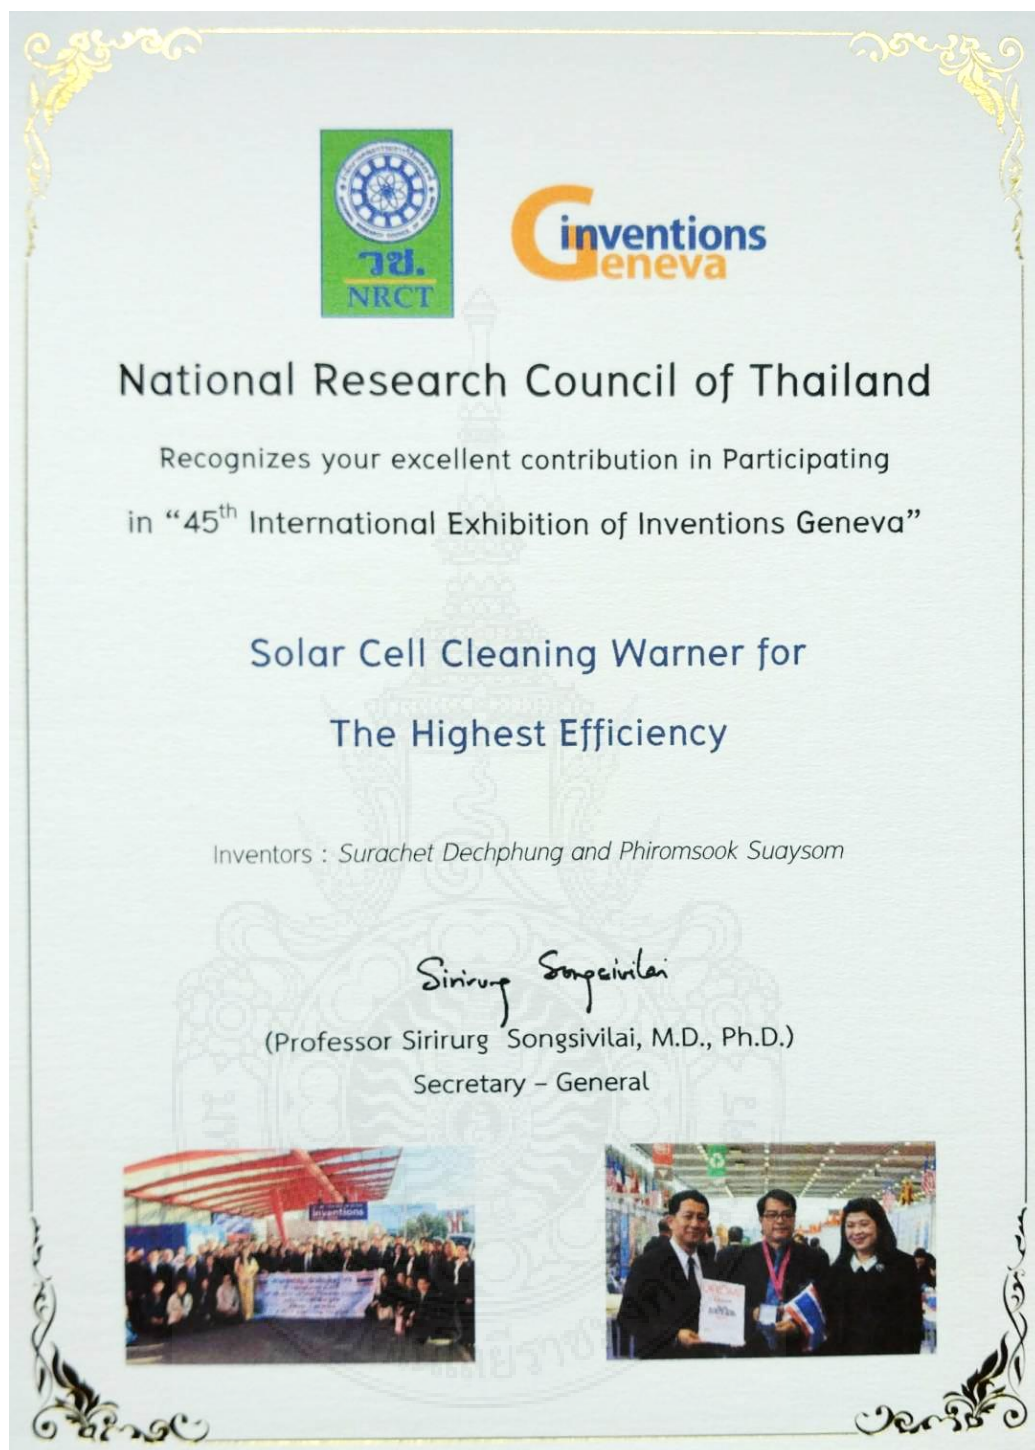 วช.
NRCT
inventions
Geneva
National Research Council of Thailand
Recognizes your excellent contribution in Participating
in “45th International Exhibition of Inventions Geneva”
Solar Cell Cleaning Warner for
The Highest Efficiency
Inventors : Surachet Dechphung and Phiromsook Suaysom
Sirirurg Songsivilai
(Professor Sirirurg Songsivilai, M.D., Ph.D.)
Secretary – General
inventions